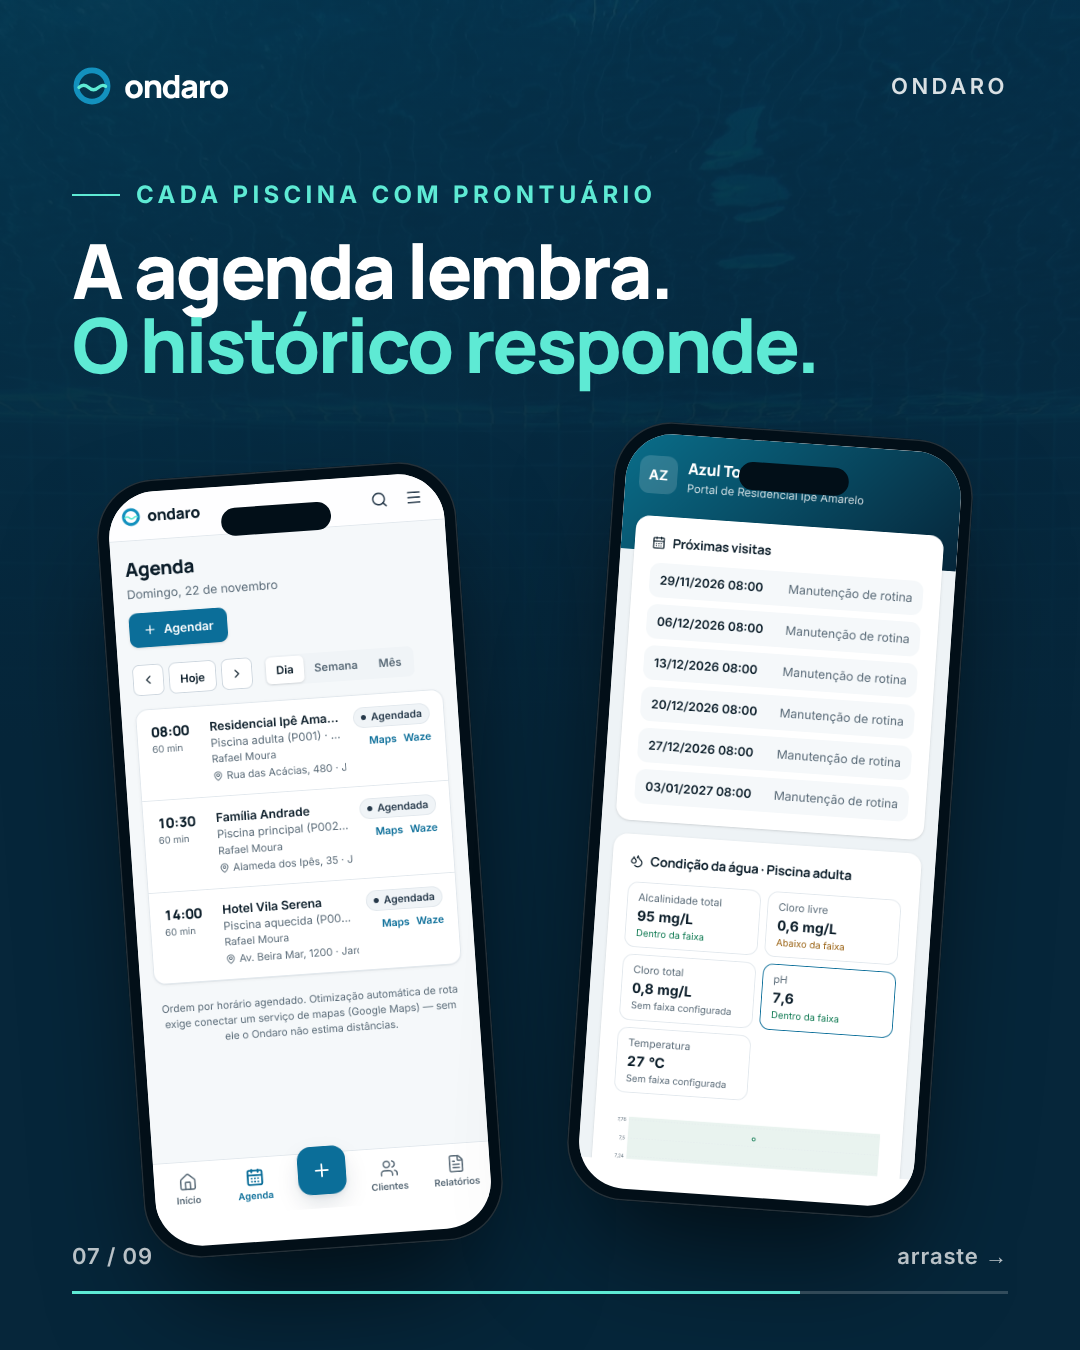 ondaro
ONDARO
CADA PISCINA COM PRONTUÁRIO
A agenda lembra.
O histórico responde.
ondaro
Agenda
Domingo, 22 de novembro
+ Agendar
Hoje
Dia Semana Mês
08:00
60 min
Residencial Ipê Ama...
Piscina adulta (P001) · ...
Rafael Moura
Rua das Acácias, 480 · J
Agendada
Maps Waze
10:30
60 min
Família Andrade
Piscina principal (P002...
Rafael Moura
Alameda dos Ipês, 35 · J
Agendada
Maps Waze
14:00
60 min
Hotel Vila Serena
Piscina aquecida (P00...
Rafael Moura
Av. Beira Mar, 1200 · Jar
Agendada
Maps Waze
Ordem por horário agendado. Otimização automática de rota
exige conectar um serviço de mapas (Google Maps) — sem
ele o Ondaro não estima distâncias.
Início
Agenda
+
Clientes
Relatórios
AZ
Azul To
Portal de Residencial Ipê Amarelo
Próximas visitas
29/11/2026 08:00 Manutenção de rotina
06/12/2026 08:00 Manutenção de rotina
13/12/2026 08:00 Manutenção de rotina
20/12/2026 08:00 Manutenção de rotina
27/12/2026 08:00 Manutenção de rotina
03/01/2027 08:00 Manutenção de rotina
Condição da água · Piscina adulta
Alcalinidade total
95 mg/L
Dentro da faixa
Cloro livre
0,6 mg/L
Abaixo da faixa
Cloro total
0,8 mg/L
Sem faixa configurada
pH
7,6
Dentro da faixa
Temperatura
27 °C
Sem faixa configurada
7,76
7,5
7,24
07 / 09
arraste →